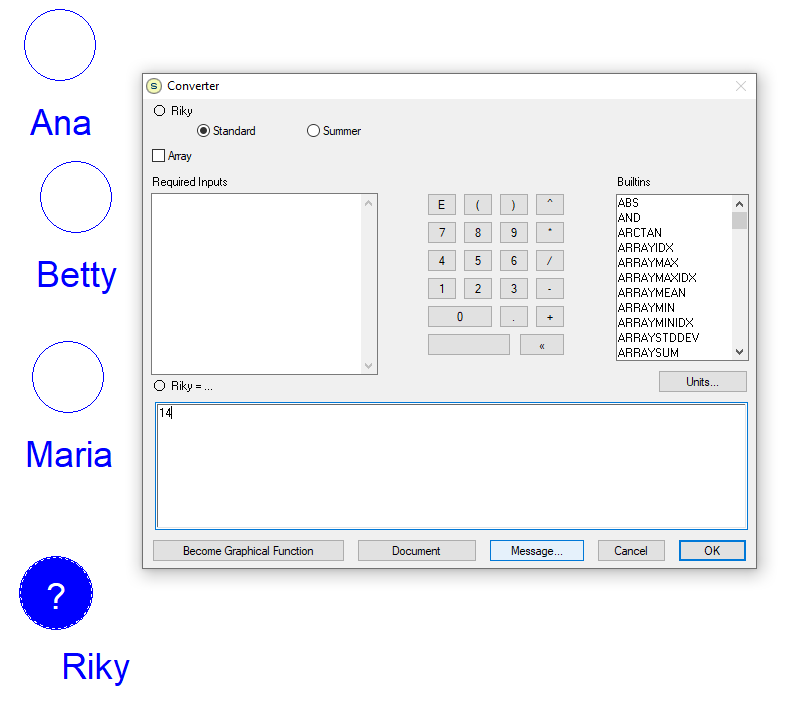 Ana
Betty
Maria
?
Riky
S Converter
Riky
Standard Summer
Array
Required Inputs
Builtins
E ( ) ^
7 8 9 *
4 5 6 /
1 2 3 -
0 . +
«
ABS
AND
ARCTAN
ARRAYIDX
ARRAYMAX
ARRAYMAXIDX
ARRAYMEAN
ARRAYMIN
ARRAYMINIDX
ARRAYSTDDEV
ARRAYSUM
Units...
Riky = ...
14
Become Graphical Function Document Message... Cancel OK